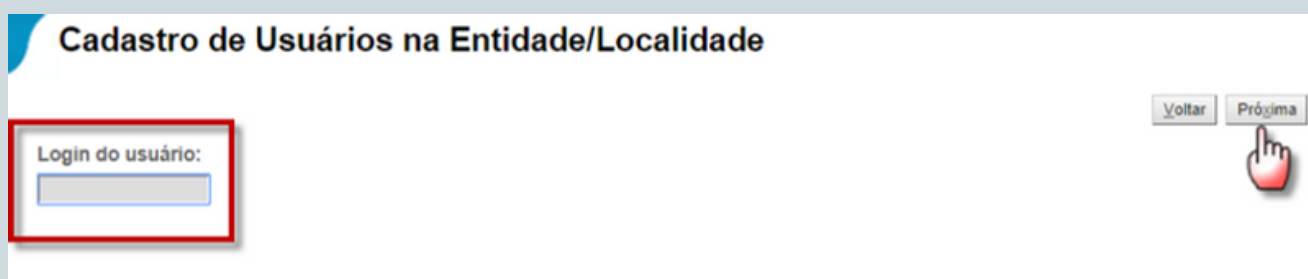 Cadastro de Usuários na Entidade/Localidade
Voltar Próxima
Login do usuário: